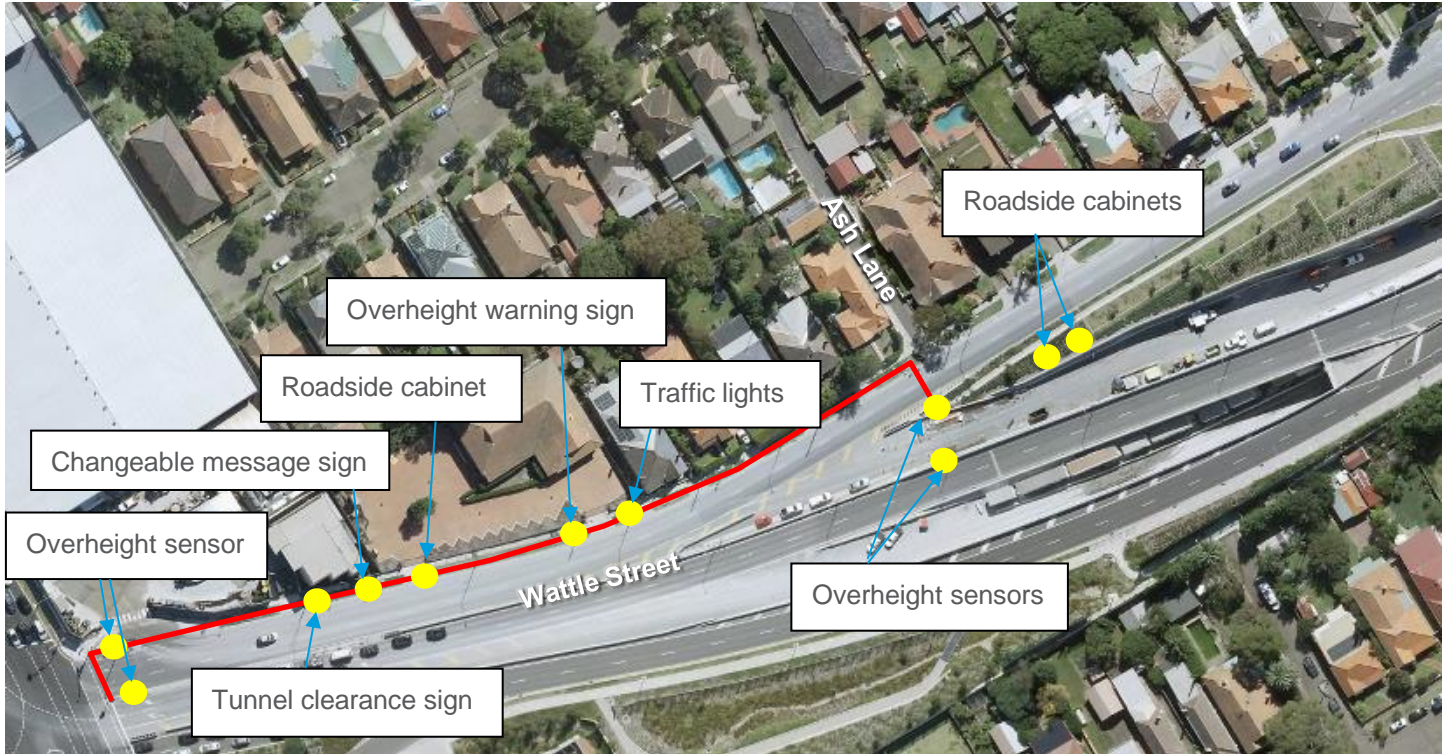 Roadside cabinets
Ash Lane
Overheight warning sign
Roadside cabinet
Traffic lights
Changeable message sign
Overheight sensor
Wattle Street
Overheight sensors
Tunnel clearance sign